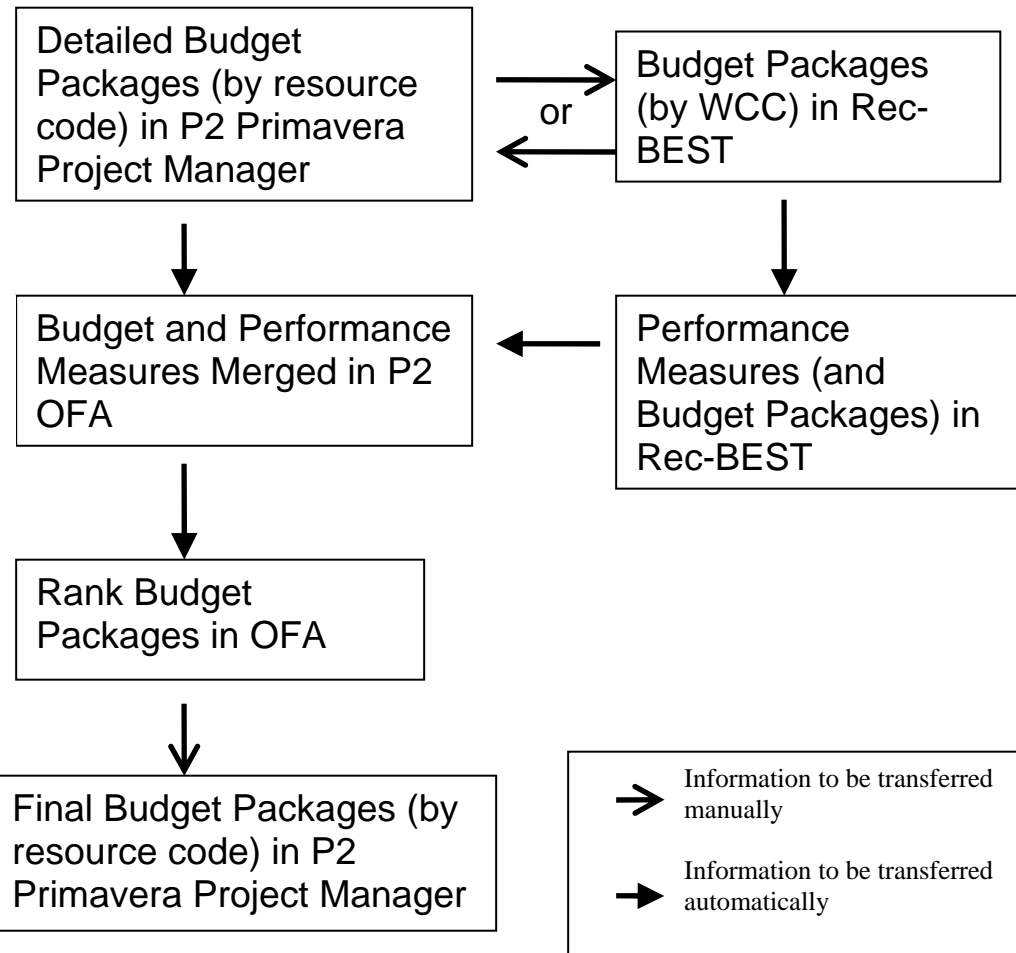 Detailed Budget
Packages (by resource
code) in P2 Primavera
Project Manager
or
Budget Packages
(by WCC) in Rec-
BEST
Budget and Performance
Measures Merged in P2
OFA
Performance
Measures (and
Budget Packages) in
Rec-BEST
Rank Budget
Packages in OFA
Final Budget Packages (by
resource code) in P2
Primavera Project Manager
Information to be transferred
manually
Information to be transferred
automatically